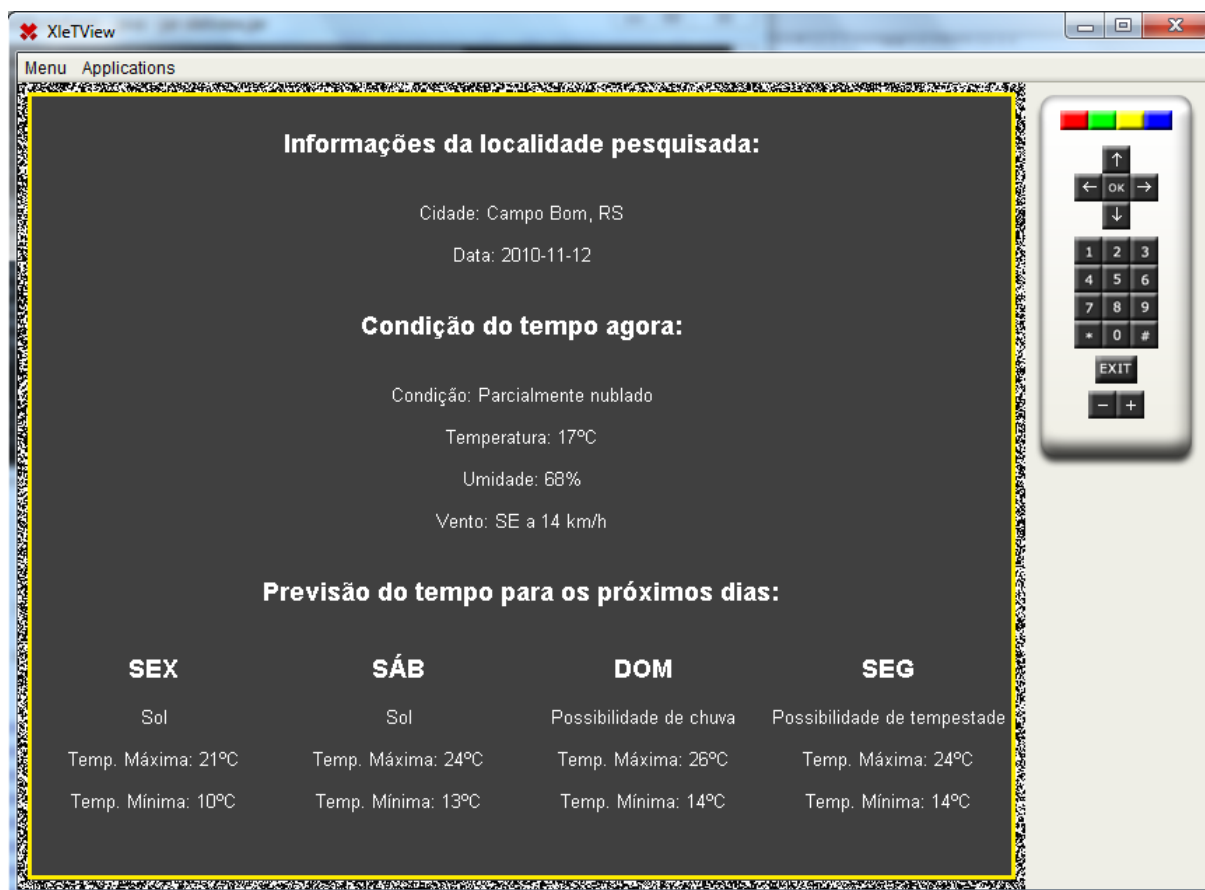 XleTView
Menu Applications
Informações da localidade pesquisada:
Cidade: Campo Bom, RS
Data: 2010-11-12
Condição do tempo agora:
Condição: Parcialmente nublado
Temperatura: 17ºC
Umidade: 68%
Vento: SE a 14 km/h
Previsão do tempo para os próximos dias:
SEX SÁB DOM SEG
Sol Sol Possibilidade de chuva Possibilidade de tempestade
Temp. Máxima: 21ºC Temp. Máxima: 24ºC Temp. Máxima: 26ºC Temp. Máxima: 24ºC
Temp. Mínima: 10ºC Temp. Mínima: 13ºC Temp. Mínima: 14ºC Temp. Mínima: 14ºC
↑
← OK →
↓
1 2 3
4 5 6
7 8 9
* 0 #
EXIT
− +